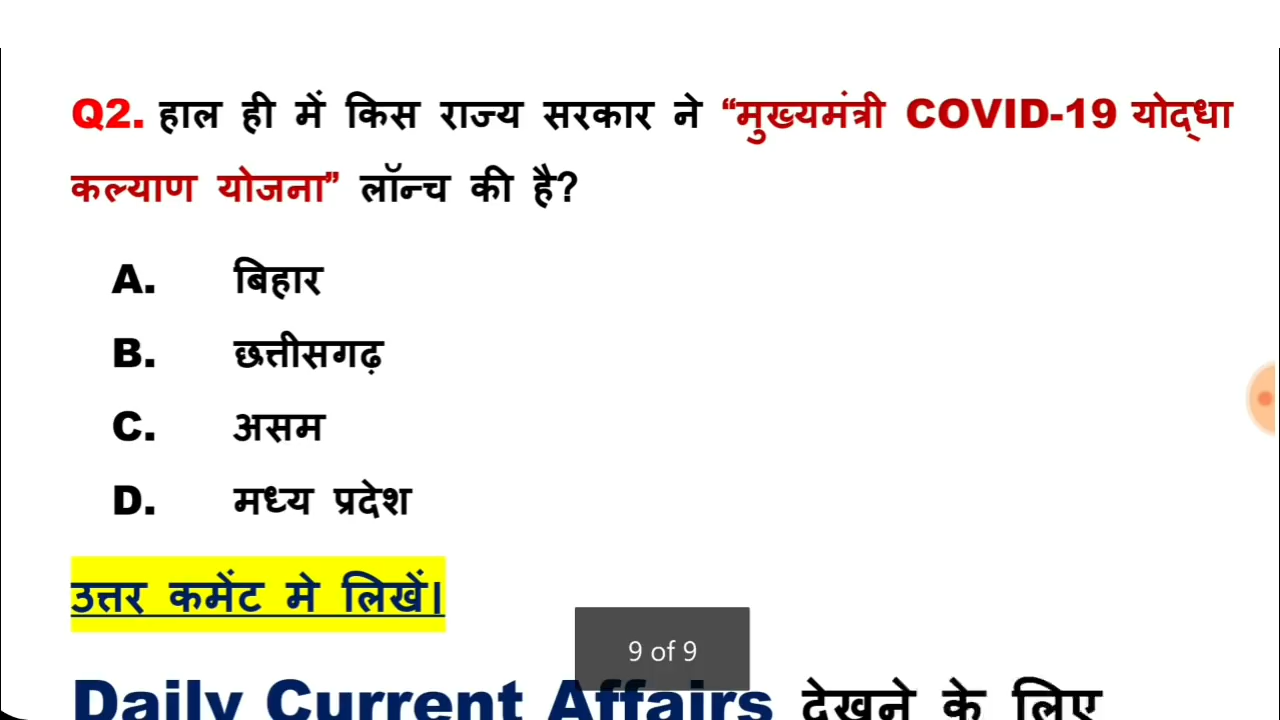 Q2. हाल ही में किस राज्य सरकार ने “मुख्यमंत्री COVID-19 योद्धा
कल्याण योजना” लॉन्च की है?
A. बिहार
B. छत्तीसगढ़
C. असम
D. मध्य प्रदेश
उत्तर कमेंट मे लिखें।
9 of 9
Daily Current Affairs देखने के लिए